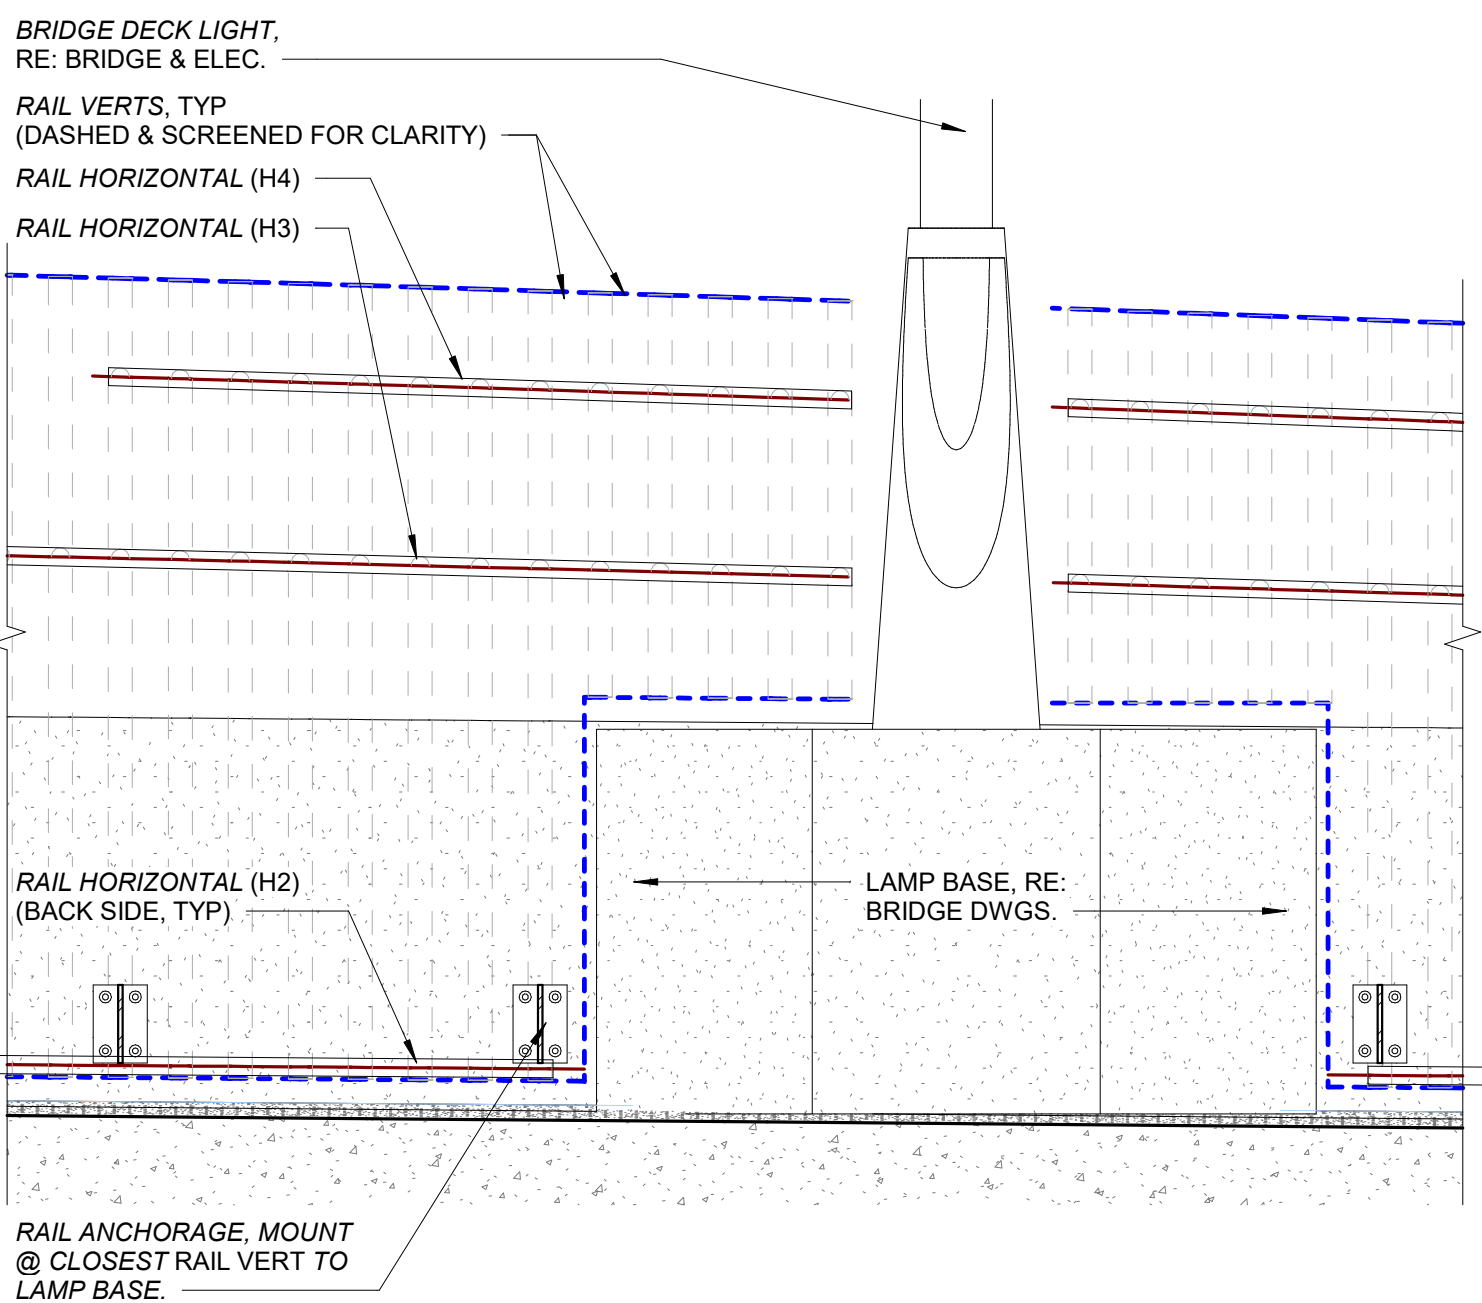 BRIDGE DECK LIGHT,
RE: BRIDGE & ELEC.
RAIL VERTS, TYP
(DASHED & SCREENED FOR CLARITY)
RAIL HORIZONTAL (H4)
RAIL HORIZONTAL (H3)
RAIL HORIZONTAL (H2)
(BACK SIDE, TYP)
LAMP BASE, RE:
BRIDGE DWGS.
RAIL ANCHORAGE, MOUNT
@ CLOSEST RAIL VERT TO
LAMP BASE.